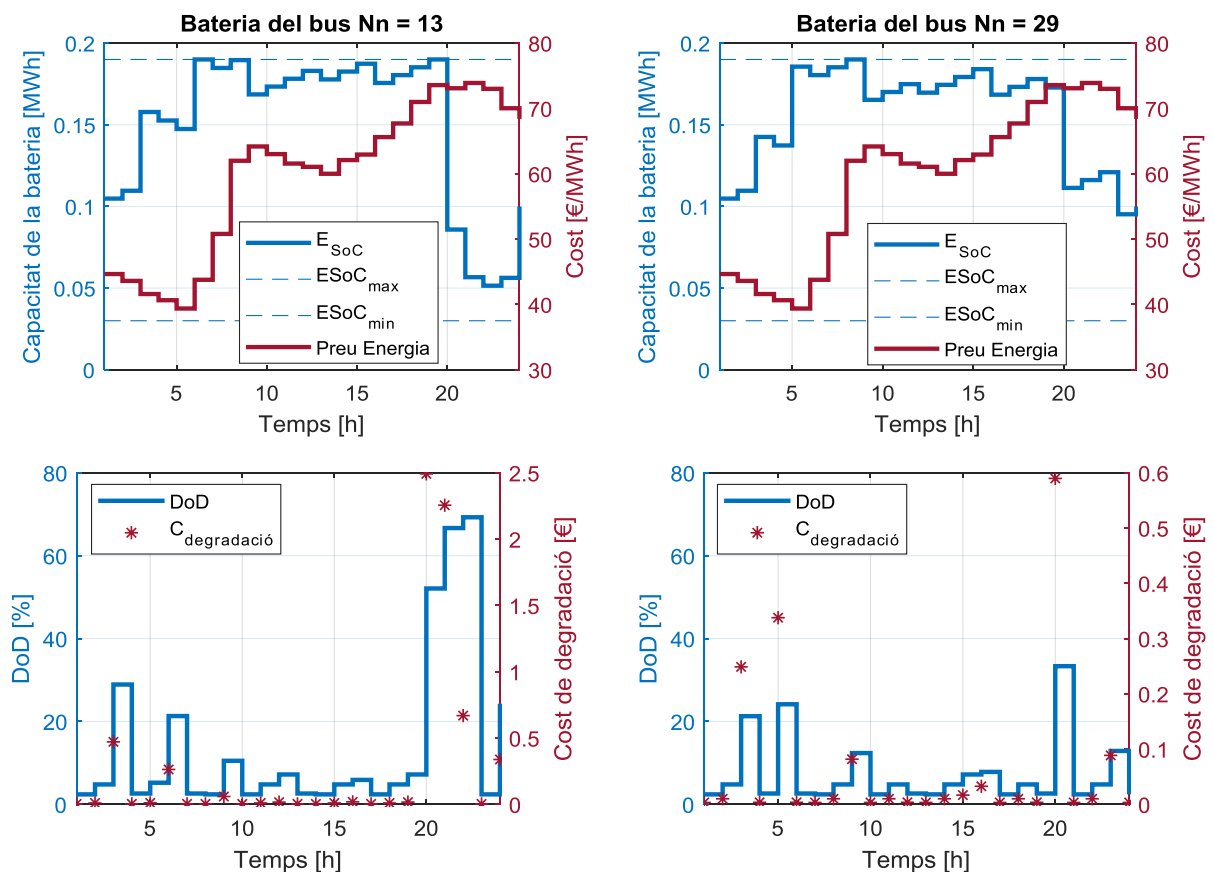 Bateria del bus Nn = 13
Capacitat de la bateria [MWh]
0.2
0.15
0.1
0.05
0
80
70
60
50
40
30
Cost [€/MWh]
E_SoC
ESoC_max
ESoC_min
Preu Energia
5 10 15 20
Temps [h]
Bateria del bus Nn = 29
Capacitat de la bateria [MWh]
0.2
0.15
0.1
0.05
0
80
70
60
50
40
30
Cost [€/MWh]
E_SoC
ESoC_max
ESoC_min
Preu Energia
5 10 15 20
Temps [h]
DoD [%]
80
60
40
20
0
2.5
2
1.5
1
0.5
0
Cost de degradació [€]
DoD
C_degradació
5 10 15 20
Temps [h]
DoD [%]
80
60
40
20
0
0.6
0.5
0.4
0.3
0.2
0.1
0
Cost de degradació [€]
DoD
C_degradació
5 10 15 20
Temps [h]